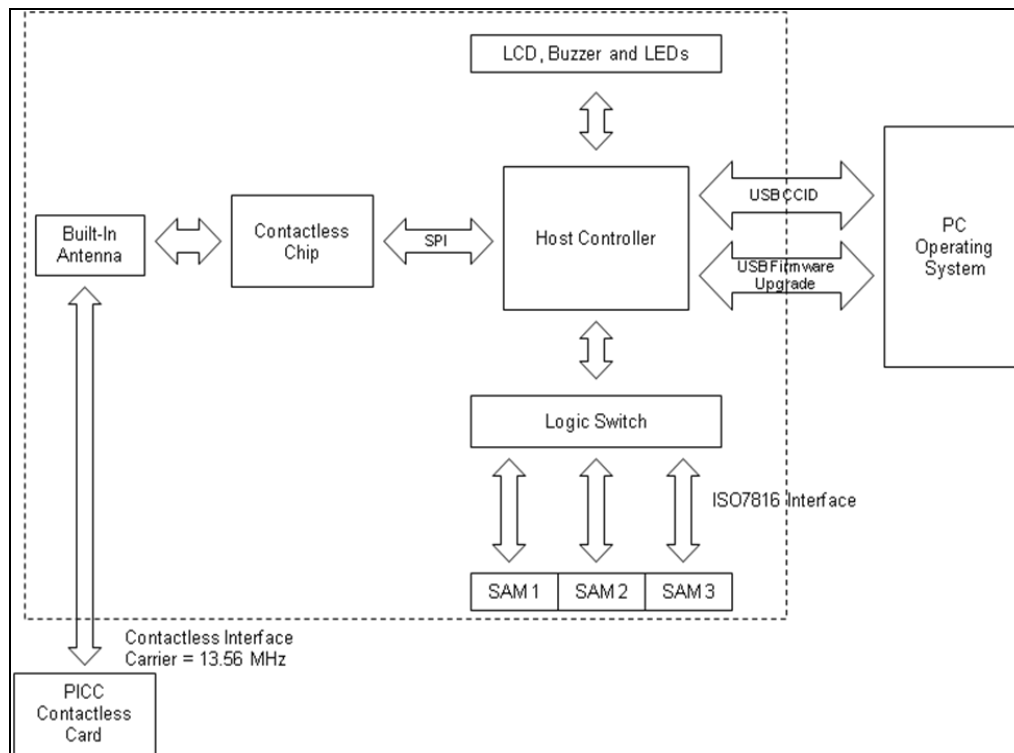 LCD, Buzzer and LEDs
Built-In
Antenna
Contactless
Chip
SPI
Host Controller
USB CCID
USB Firmware
Upgrade
PC
Operating
System
Logic Switch
ISO7816 Interface
SAM 1
SAM 2
SAM 3
Contactless Interface
Carrier = 13.56 MHz
PICC
Contactless
Card